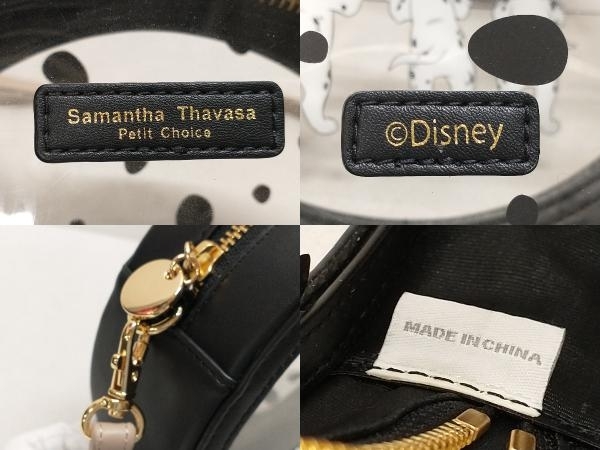 Samantha Thavasa
Petit Choice
©Disney
MADE IN CHINA